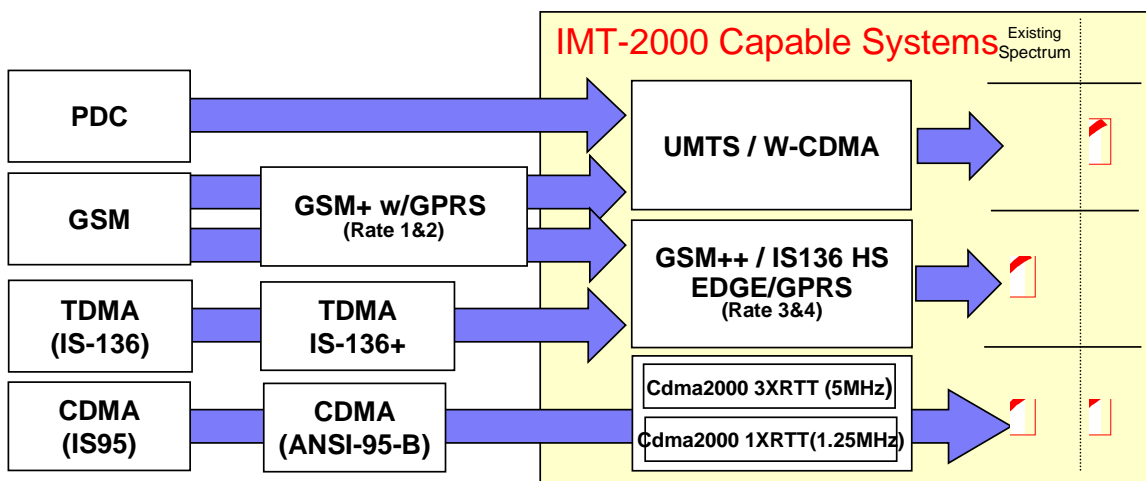 IMT-2000 Capable Systems
Existing
Spectrum
PDC
UMTS / W-CDMA
GSM
GSM+ w/GPRS
(Rate 1&2)
GSM++ / IS136 HS
EDGE/GPRS
(Rate 3&4)
TDMA
(IS-136)
TDMA
IS-136+
CDMA
(IS95)
CDMA
(ANSI-95-B)
Cdma2000 3XRTT (5MHz)
Cdma2000 1XRTT(1.25MHz)